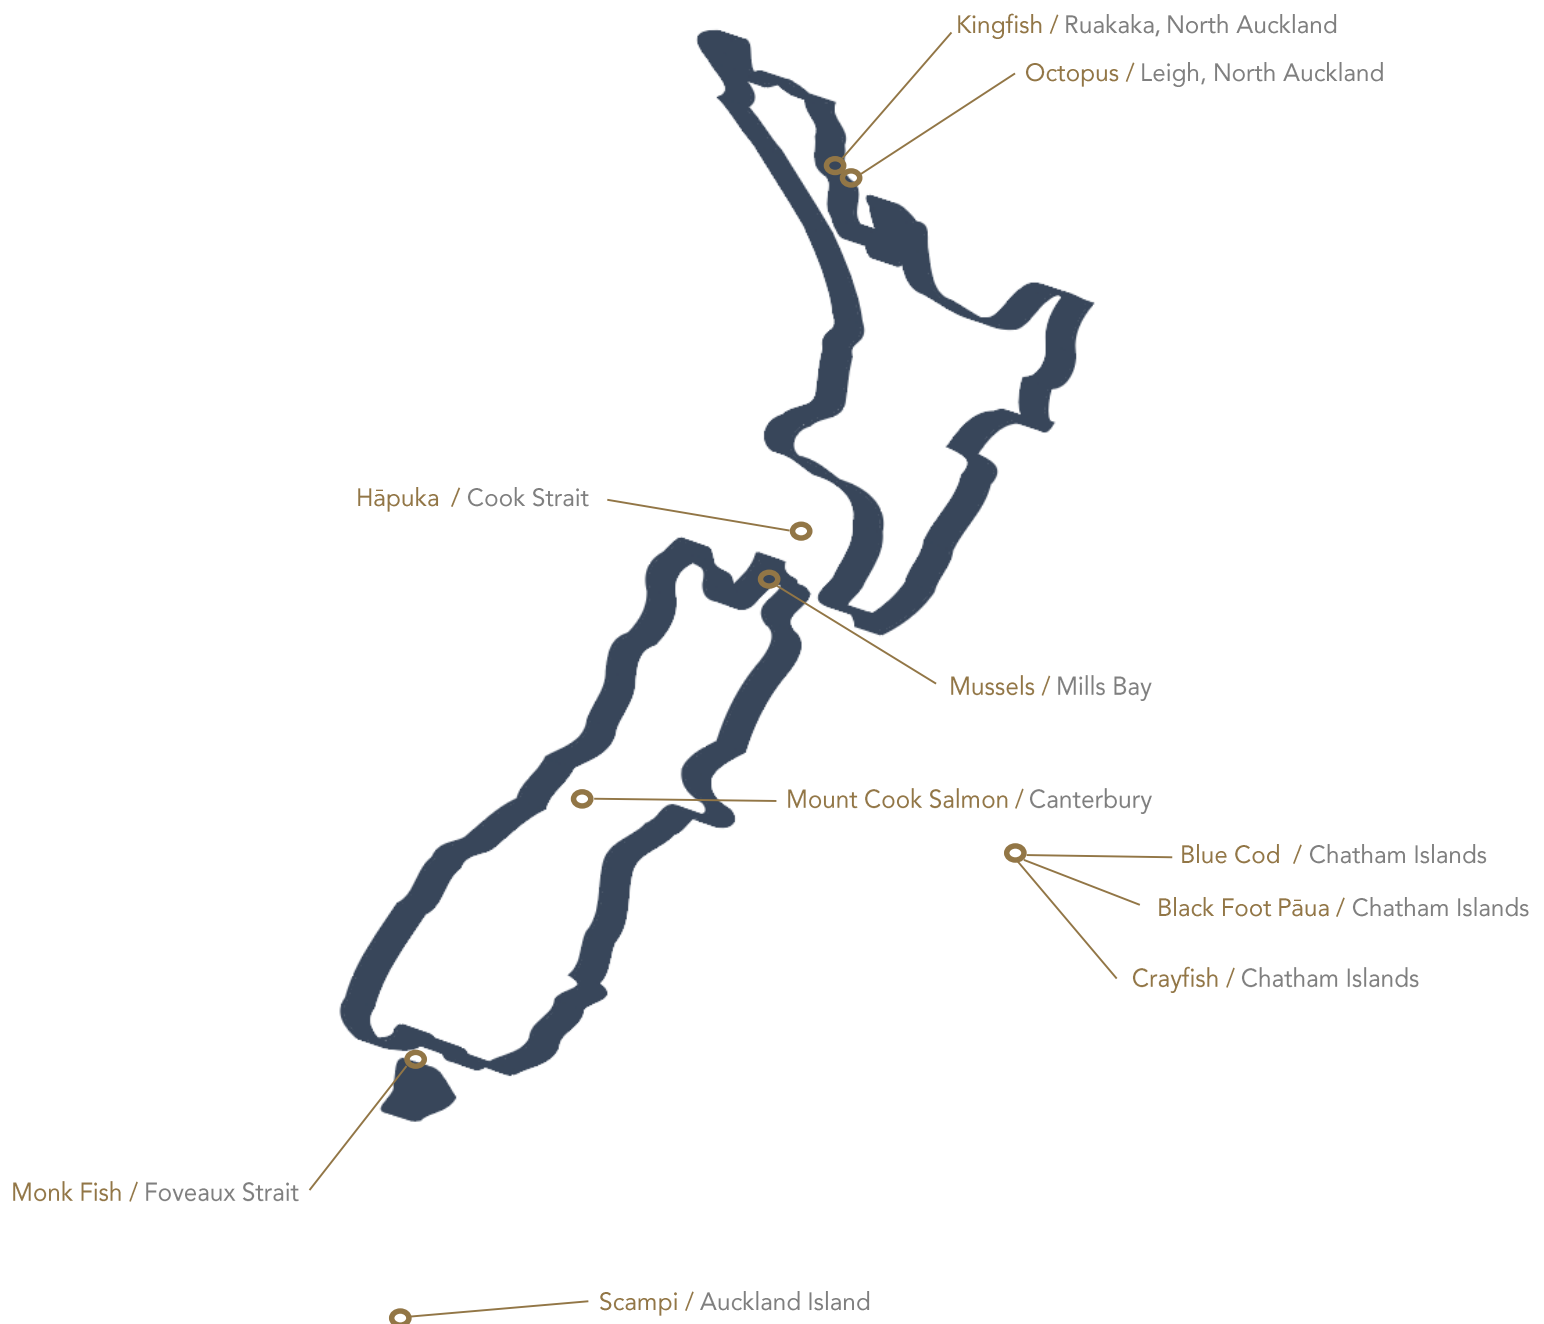 Kingfish / Ruakaka, North Auckland
Octopus / Leigh, North Auckland
Hāpuka / Cook Strait
Mussels / Mills Bay
Mount Cook Salmon / Canterbury
Blue Cod / Chatham Islands
Black Foot Pāua / Chatham Islands
Crayfish / Chatham Islands
Monk Fish / Foveaux Strait
Scampi / Auckland Island